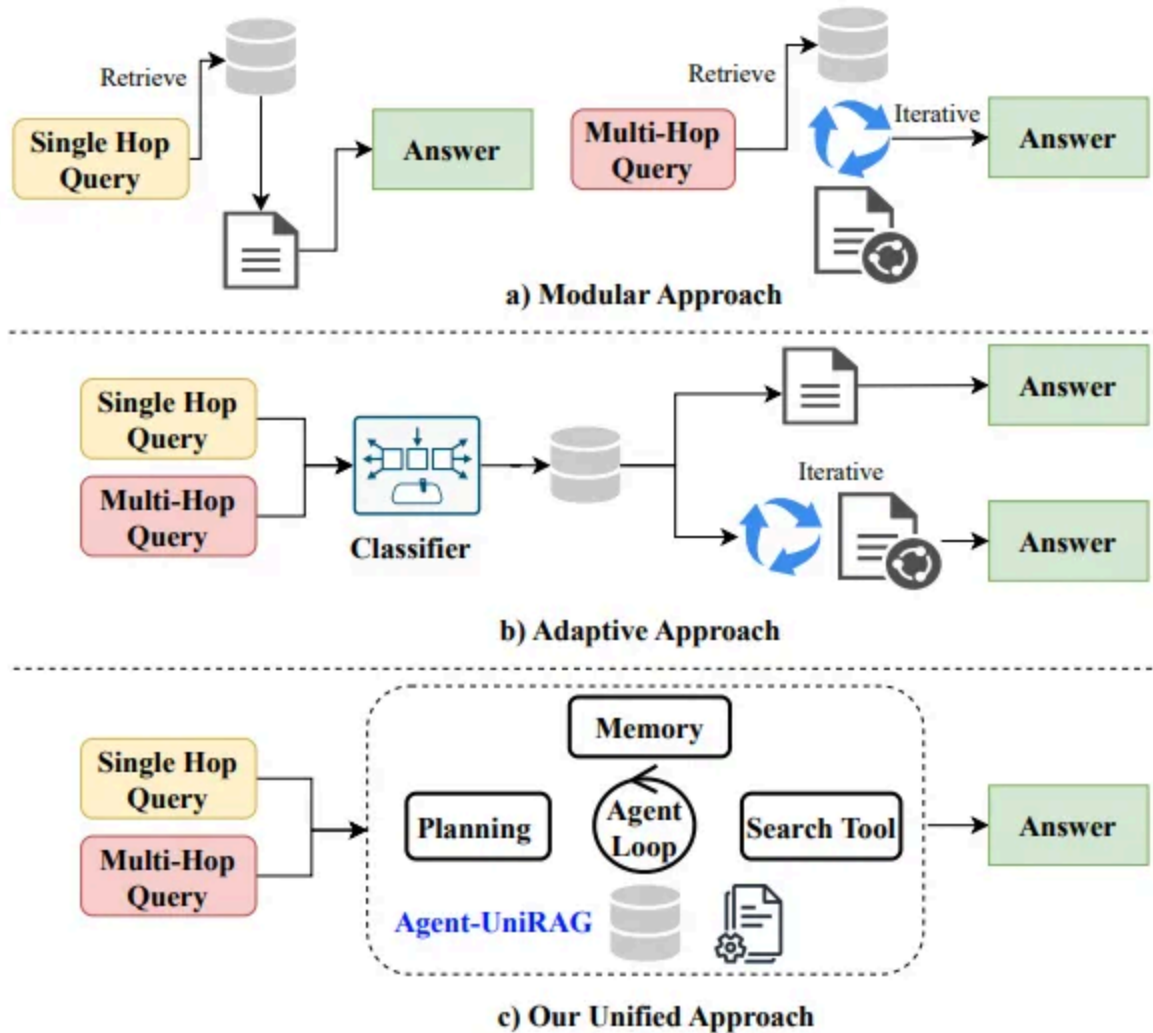 Retrieve
Single Hop
Query
Answer
Retrieve
Multi-Hop
Query
Iterative
Answer
a) Modular Approach
Single Hop
Query
Multi-Hop
Query
Classifier
Answer
Iterative
Answer
b) Adaptive Approach
Single Hop
Query
Multi-Hop
Query
Memory
Planning
Agent
Loop
Search Tool
Agent-UniRAG
Answer
c) Our Unified Approach